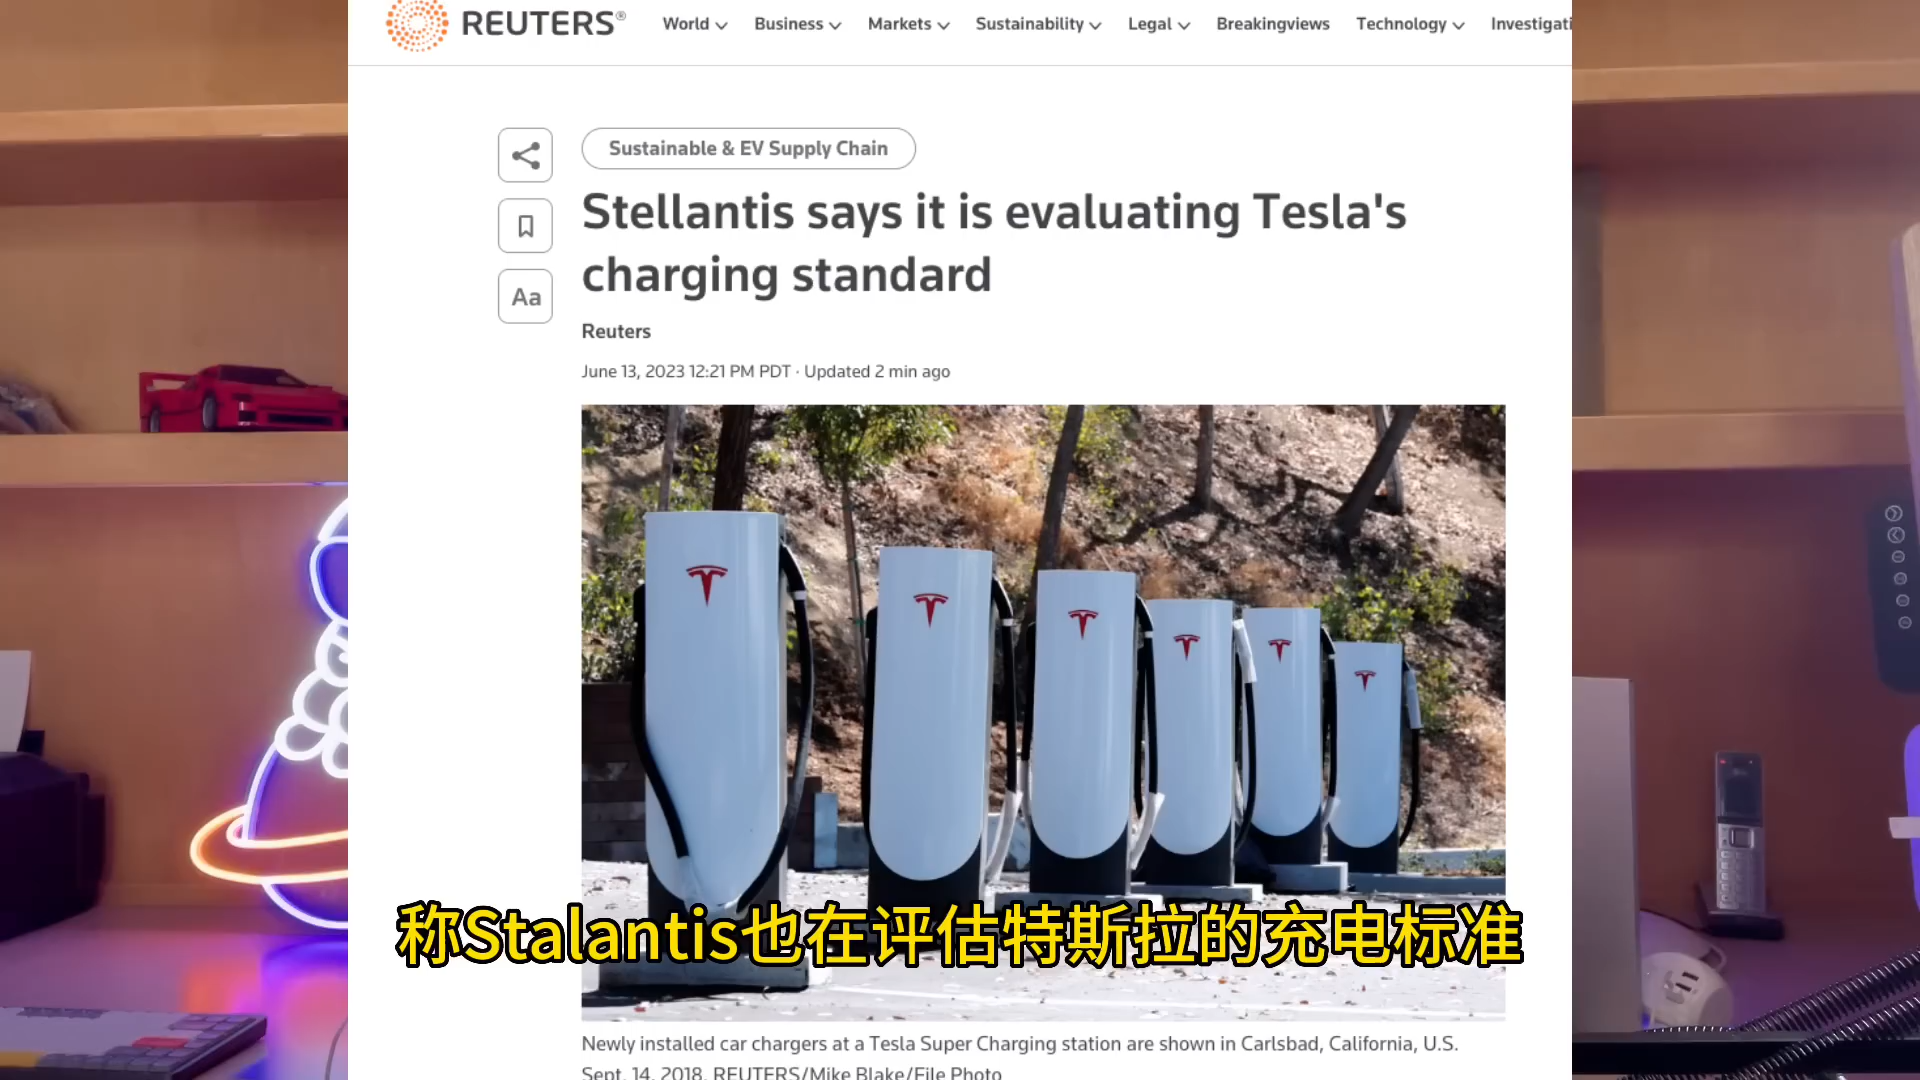 REUTERS®
World
Business
Markets
Sustainability
Legal
Breakingviews
Technology
Investigati
Sustainable & EV Supply Chain
Stellantis says it is evaluating Tesla's
charging standard
Aa
Reuters
June 13, 2023 12:21 PM PDT · Updated 2 min ago
称Stalantis也在评估特斯拉的充电标准
Newly installed car chargers at a Tesla Super Charging station are shown in Carlsbad, California, U.S.
Sept. 14, 2018. REUTERS/Mike Blake/File Photo